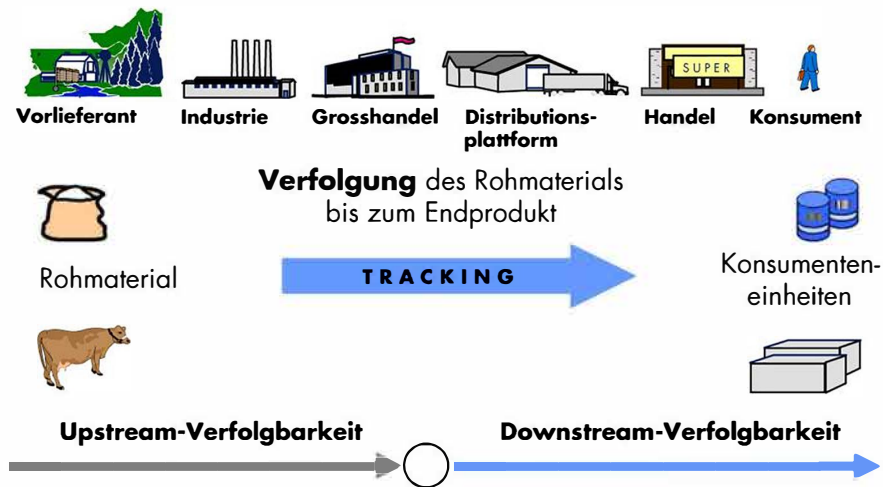 SUPER
Vorlieferant
Industrie
Grosshandel
Distributions-
plattform
Handel
Konsument
Verfolgung des Rohmaterials
bis zum Endprodukt
Rohmaterial
TRACKING
Konsumenten-
einheiten
Upstream-Verfolgbarkeit
Downstream-Verfolgbarkeit